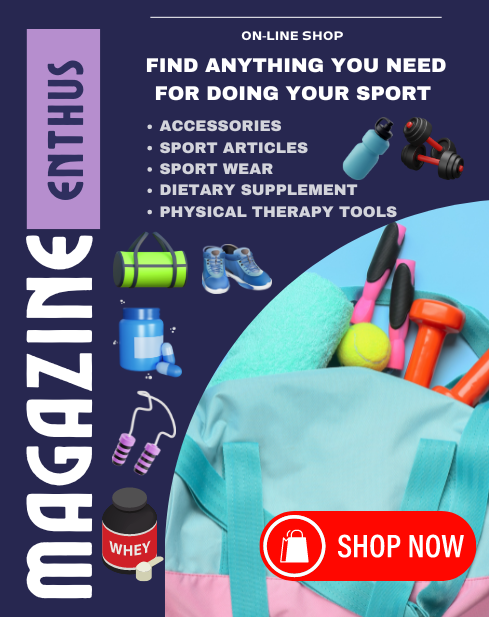 ENTHUS
MAGAZINE
ON-LINE SHOP
FIND ANYTHING YOU NEED
FOR DOING YOUR SPORT
• ACCESSORIES
• SPORT ARTICLES
• SPORT WEAR
• DIETARY SUPPLEMENT
• PHYSICAL THERAPY TOOLS
WHEY
SHOP NOW